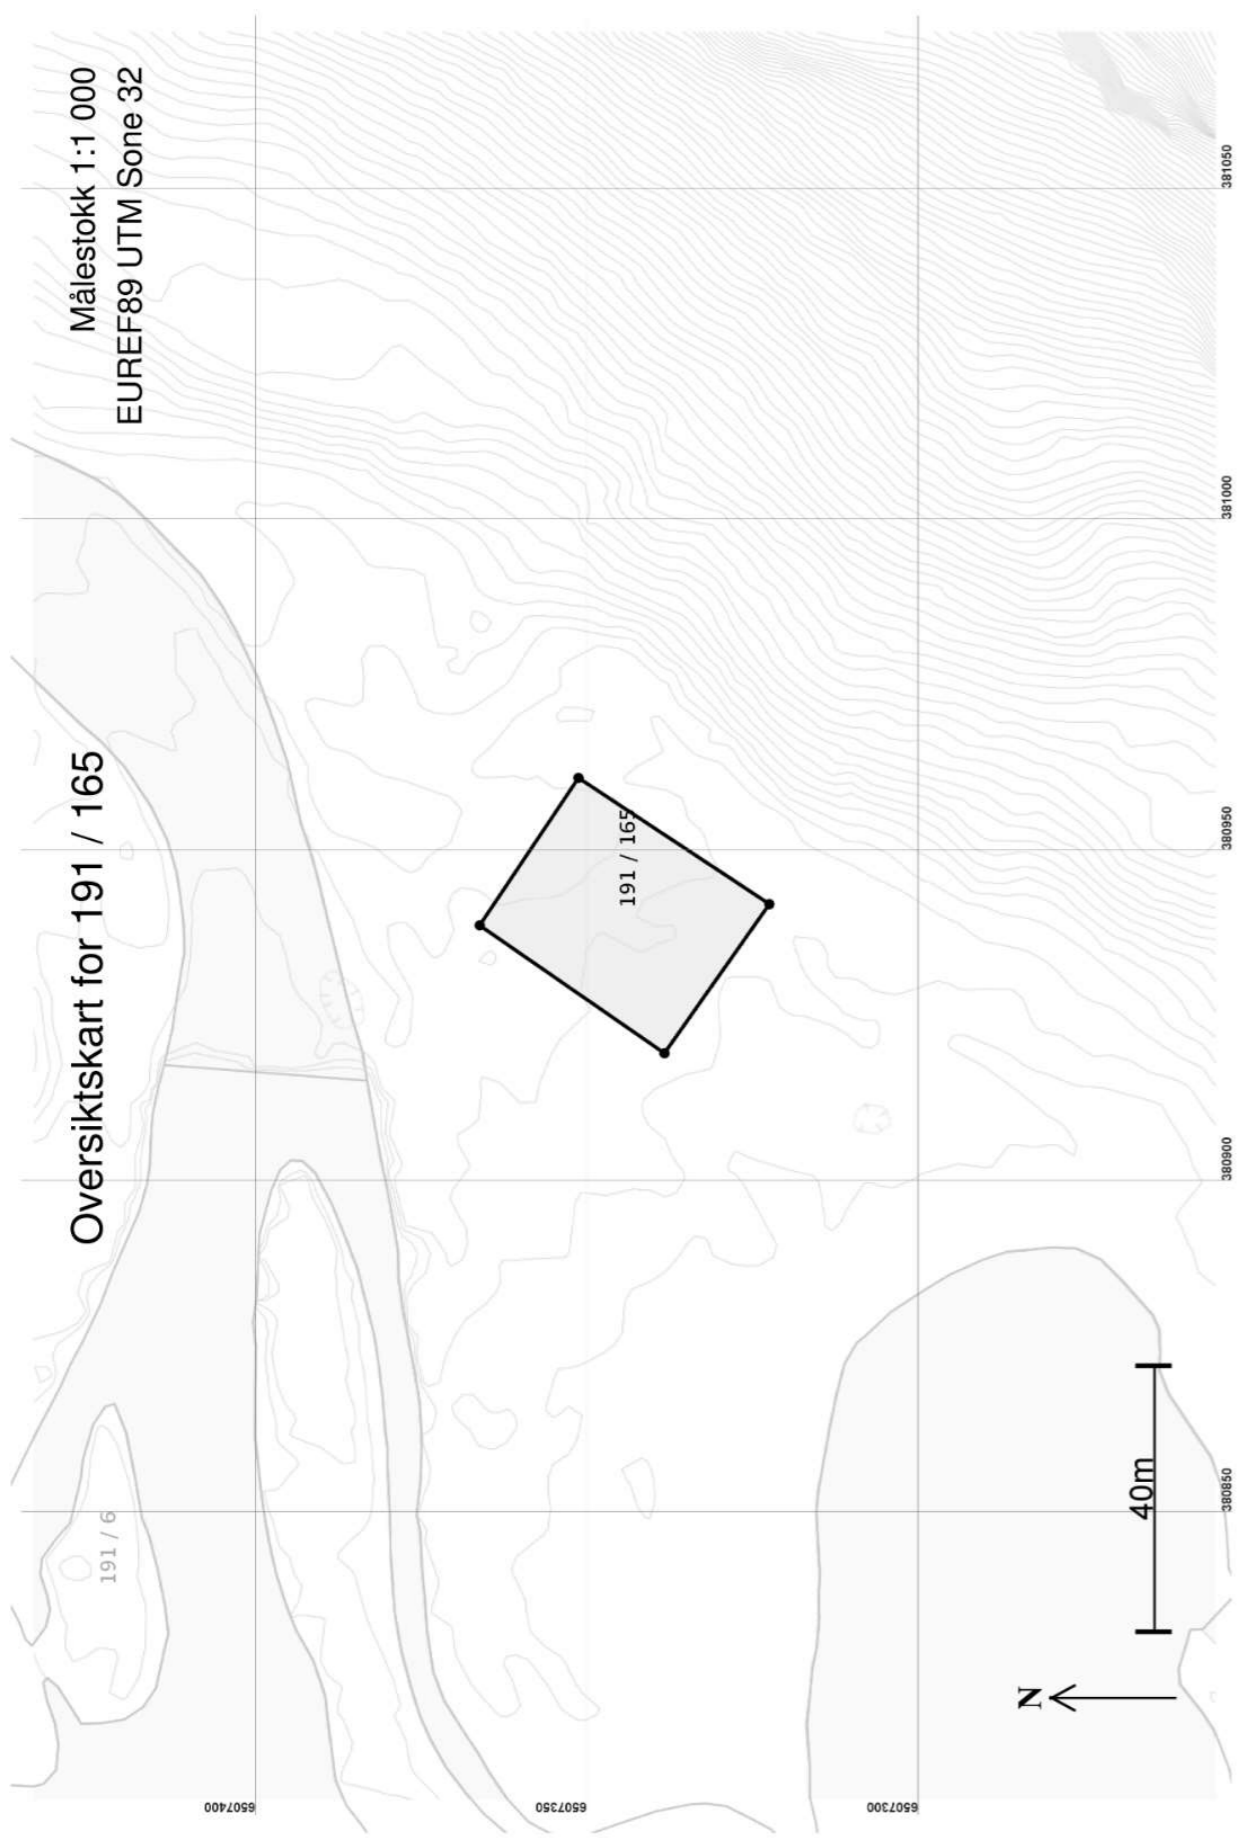 Oversiktskart for 191 / 165
Målestokk 1:1 000
EUREF89 UTM Sone 32
191 / 6
191 / 165
6507400
6507350
6507300
380850
380900
380950
381000
381050
N
40m